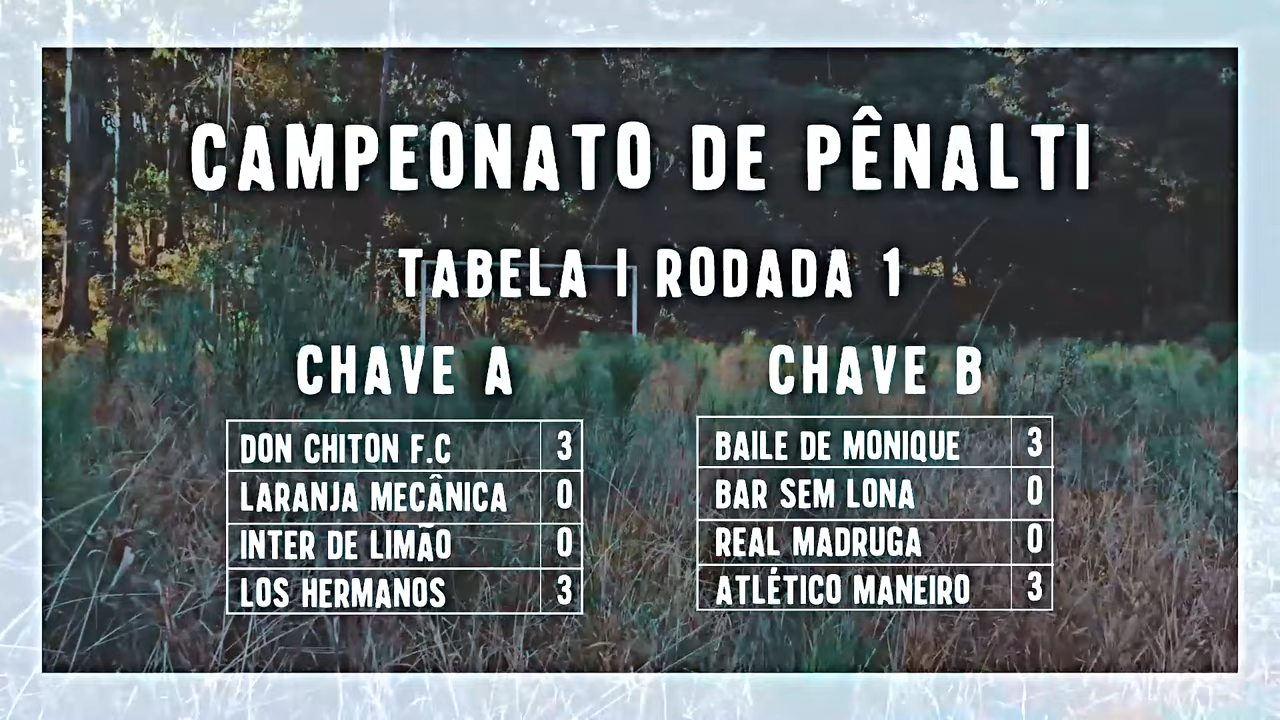 CAMPEONATO DE PÊNALTI
TABELA | RODADA 1
CHAVE A
DON CHITON F.C 3
LARANJA MECÂNICA 0
INTER DE LIMÃO 0
LOS HERMANOS 3
CHAVE B
BAILE DE MONIQUE 3
BAR SEM LONA 0
REAL MADRUGA 0
ATLÉTICO MANEIRO 3